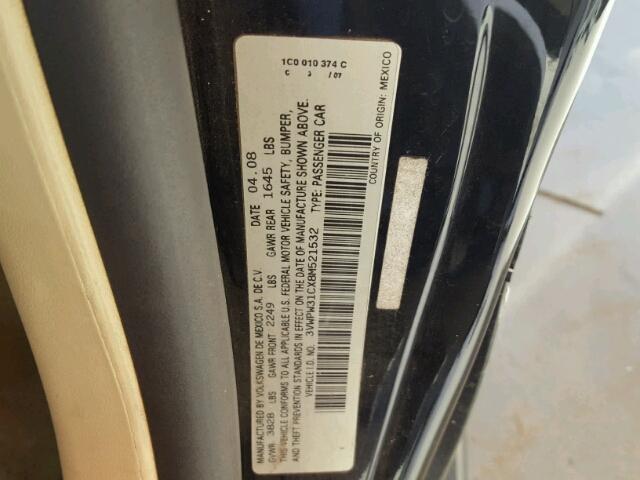 1C0 010 374 C
C 3 /07
MANUFACTURED BY VOLKSWAGEN DE MEXICO S.A. DE C.V. DATE 04.08
GVWR 3828 LBS GAWR FRONT 2249 LBS GAWR REAR 1645 LBS
THIS VEHICLE CONFORMS TO ALL APPLICABLE U.S. FEDERAL MOTOR VEHICLE SAFETY, BUMPER,
AND THEFT PREVENTION STANDARDS IN EFFECT ON THE DATE OF MANUFACTURE SHOWN ABOVE.
VEHICLE I.D. NO. 3VWPW31CX8M521532 TYPE: PASSENGER CAR
COUNTRY OF ORIGIN: MEXICO